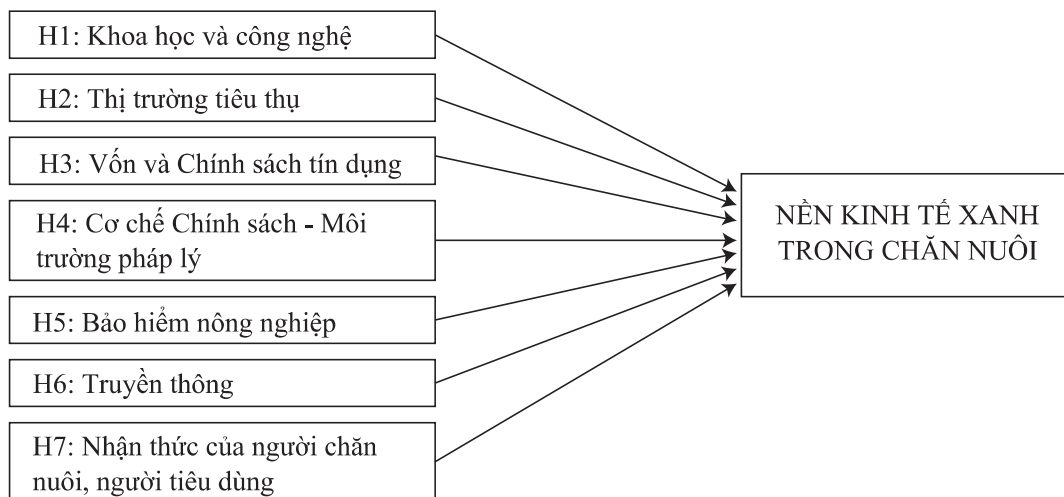 H1: Khoa học và công nghệ
H2: Thị trường tiêu thụ
H3: Vốn và Chính sách tín dụng
H4: Cơ chế Chính sách - Môi
trường pháp lý
H5: Bảo hiểm nông nghiệp
H6: Truyền thông
H7: Nhận thức của người chăn
nuôi, người tiêu dùng
NỀN KINH TẾ XANH
TRONG CHĂN NUÔI